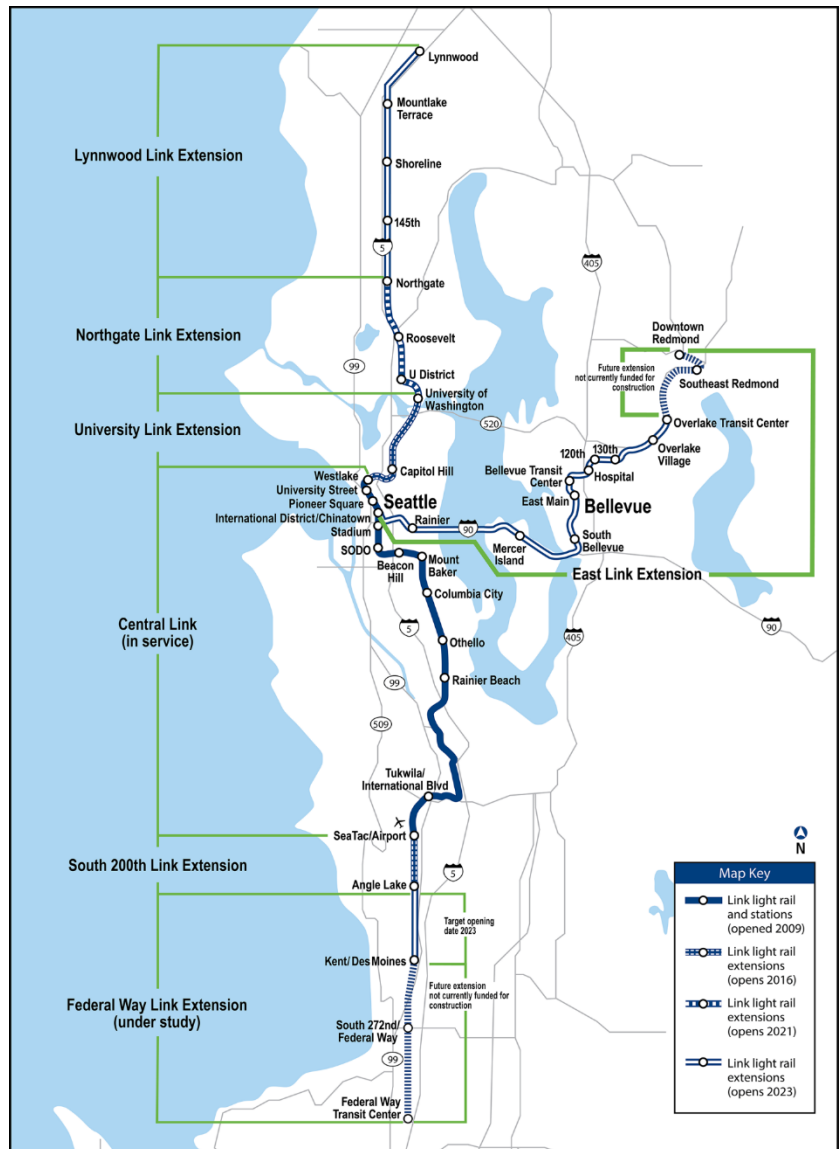 Lynnwood
Mountlake
Terrace
Lynnwood Link Extension
Shoreline
145th
5
405
Northgate
Northgate Link Extension
Roosevelt
99
U District
University of
Washington
University Link Extension
520
Downtown
Redmond
Future extension
not currently funded for
construction
Southeast Redmond
Overlake Transit Center
Overlake
Village
120th
130th
Hospital
Bellevue Transit
Center
East Main
Bellevue
South
Bellevue
Capitol Hill
Westlake
University Street
Seattle
Pioneer Square
International District/Chinatown
Stadium
Rainier
90
Mercer
Island
SODO
Beacon
Hill
Mount
Baker
East Link Extension
Columbia City
Central Link
(in service)
5
405
90
Othello
Rainier Beach
99
509
Tukwila/
International Blvd
SeaTac/Airport
South 200th Link Extension
5
Angle Lake
Target opening
date 2023
Kent/Des Moines
Future extension
not currently funded for
construction
Federal Way Link Extension
(under study)
South 272nd/
Federal Way
99
Federal Way
Transit Center
N
Map Key
Link light rail
and stations
(opened 2009)
Link light rail
extensions
(opens 2016)
Link light rail
extensions
(opens 2021)
Link light rail
extensions
(opens 2023)